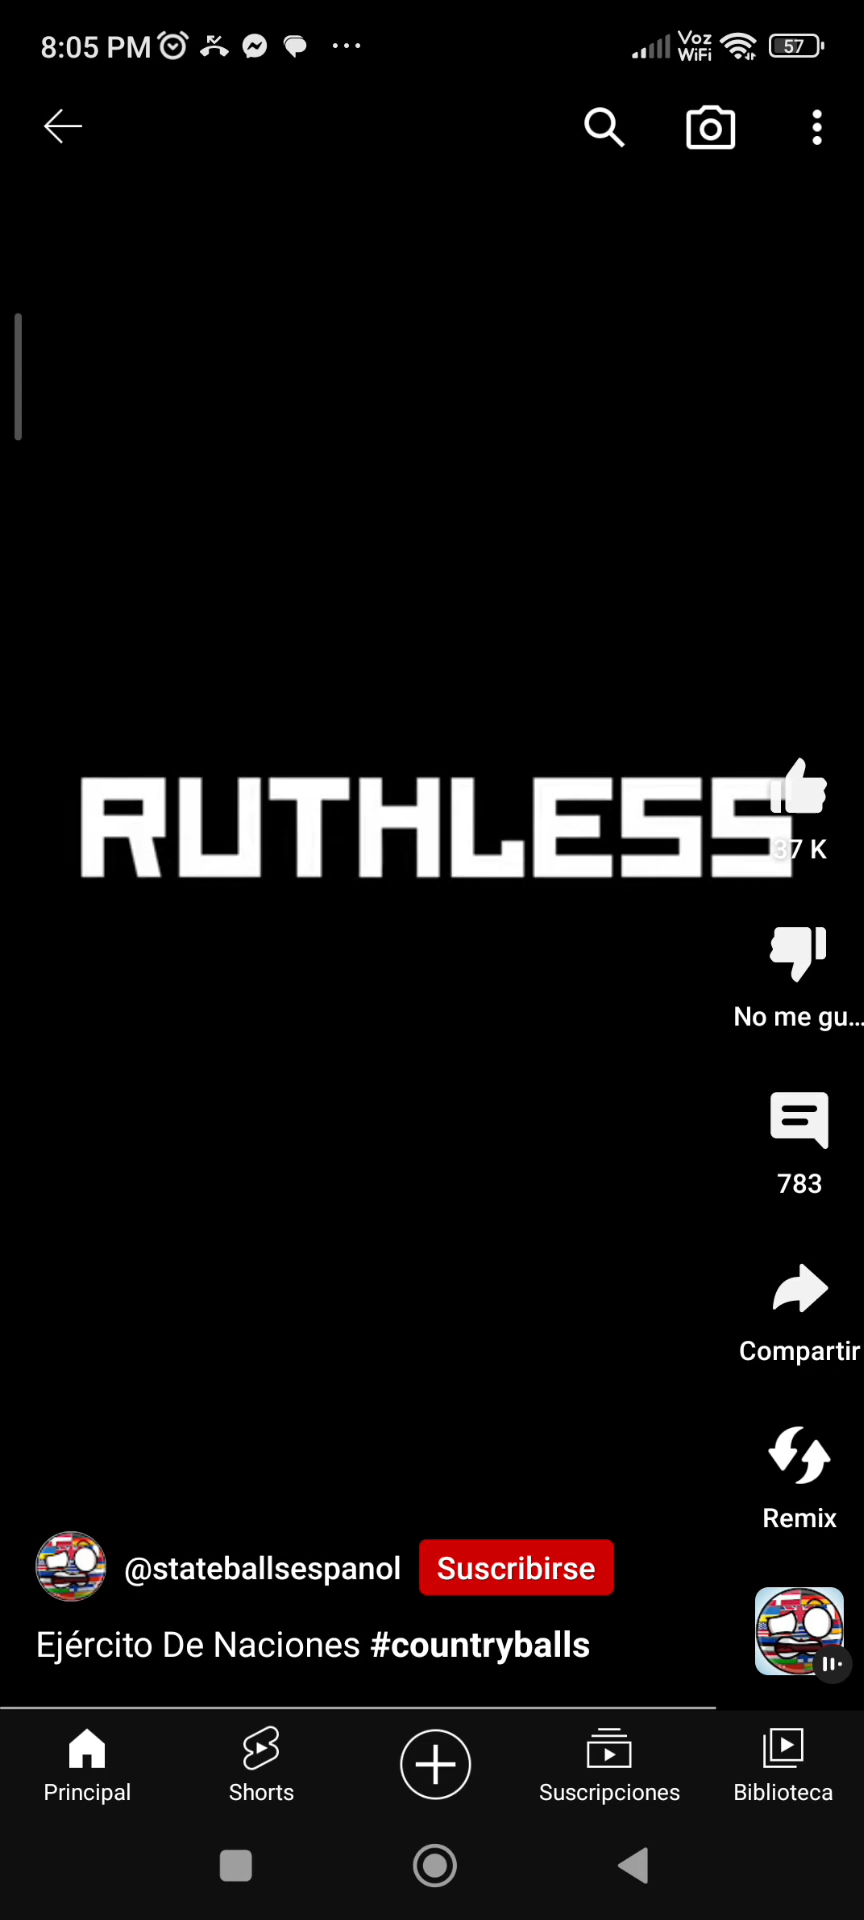 8:05 PM
Voz
WiFi
57
RUTHLESS
37 K
No me gu...
783
Compartir
Remix
@stateballsespanol
Suscribirse
Ejército De Naciones #countryballs
Principal
Shorts
Suscripciones
Biblioteca